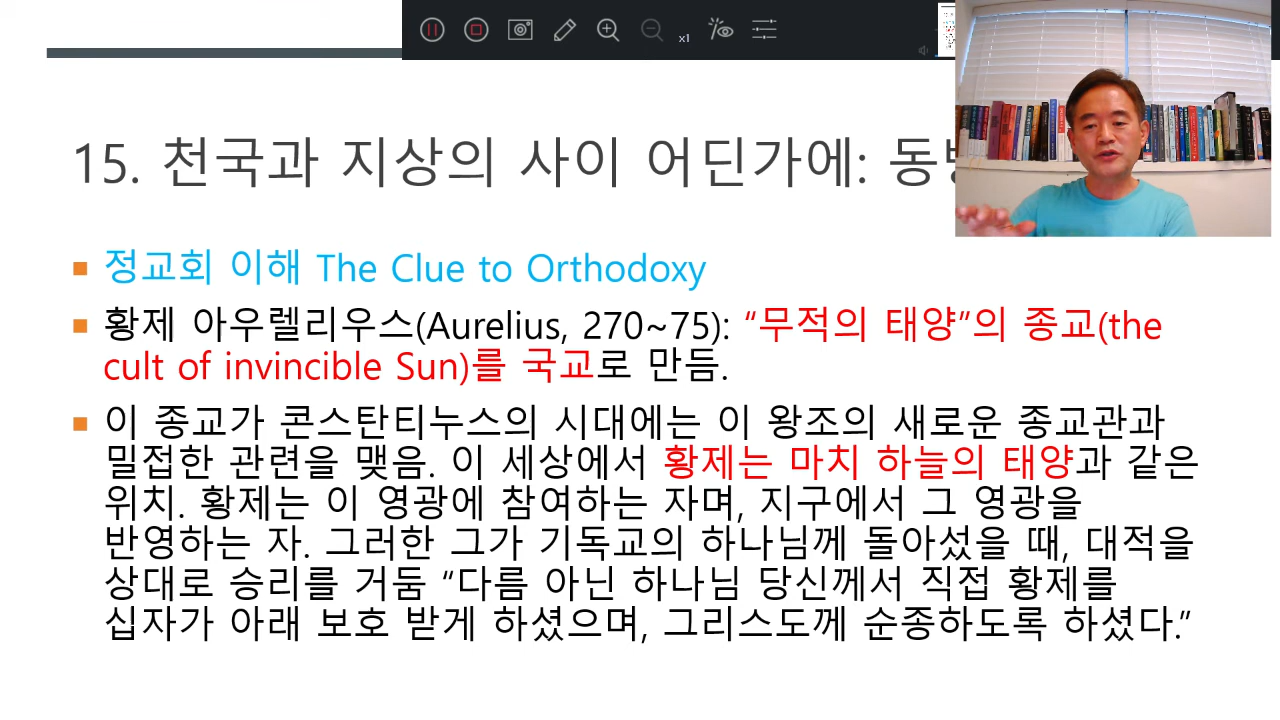 x1
15. 천국과 지상의 사이 어딘가에:
정교회 이해 The Clue to Orthodoxy
황제 아우렐리우스(Aurelius, 270~75): “무적의 태양”의 종교(the
cult of invincible Sun)를 국교로 만듬.
이 종교가 콘스탄티누스의 시대에는 이 왕조의 새로운 종교관과
밀접한 관련을 맺음. 이 세상에서 황제는 마치 하늘의 태양과 같은
위치. 황제는 이 영광에 참여하는 자며, 지구에서 그 영광을
반영하는 자. 그러한 그가 기독교의 하나님께 돌아섰을 때, 대적을
상대로 승리를 거둠 “다름 아닌 하나님 당신께서 직접 황제를
십자가 아래 보호 받게 하셨으며, 그리스도께 순종하도록 하셨다.”